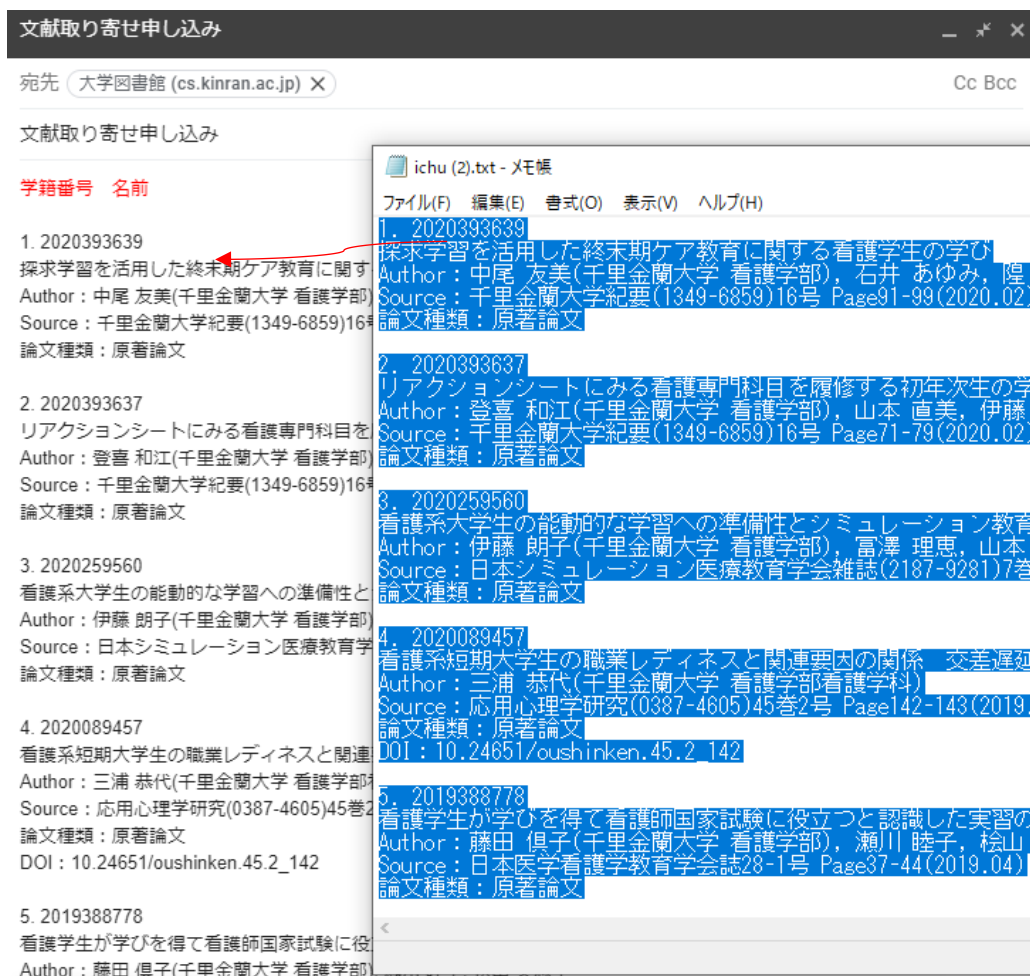 文献取り寄せ申し込み
宛先 大学図書館 (cs.kinran.ac.jp) ×
Cc Bcc
文献取り寄せ申し込み
学籍番号 名前
1. 2020393639
探求学習を活用した終末期ケア教育に関す
Author：中尾 友美(千里金蘭大学 看護学部)
Source：千里金蘭大学紀要(1349-6859)16
論文種類：原著論文
2. 2020393637
リアクションシートにみる看護専門科目を
Author：登喜 和江(千里金蘭大学 看護学部)
Source：千里金蘭大学紀要(1349-6859)16
論文種類：原著論文
3. 2020259560
看護系大学生の能動的な学習への準備性と
Author：伊藤 朗子(千里金蘭大学 看護学部)
Source：日本シミュレーション医療教育学
論文種類：原著論文
4. 2020089457
看護系短期大学生の職業レディネスと関連
Author：三浦 恭代(千里金蘭大学 看護学部
Source：応用心理学研究(0387-4605)45巻2
論文種類：原著論文
DOI：10.24651/oushinken.45.2_142
5. 2019388778
看護学生が学びを得て看護師国家試験に役
Author：藤田 倶子(千里金蘭大学 看護学部)
ichu (2).txt - メモ帳
ファイル(F) 編集(E) 書式(O) 表示(V) ヘルプ(H)
1. 2020393639
探求学習を活用した終末期ケア教育に関する看護学生の学び
Author：中尾 友美(千里金蘭大学 看護学部), 石井 あゆみ, 隍
Source：千里金蘭大学紀要(1349-6859)16号 Page91-99(2020.02)
論文種類：原著論文
2. 2020393637
リアクションシートにみる看護専門科目を履修する初年次生の学
Author：登喜 和江(千里金蘭大学 看護学部), 山本 直美, 伊藤
Source：千里金蘭大学紀要(1349-6859)16号 Page71-79(2020.02)
論文種類：原著論文
3. 2020259560
看護系大学生の能動的な学習への準備性とシミュレーション教育
Author：伊藤 朗子(千里金蘭大学 看護学部), 富澤 理恵, 山本
Source：日本シミュレーション医療教育学会雑誌(2187-9281)7巻
論文種類：原著論文
4. 2020089457
看護系短期大学生の職業レディネスと関連要因の関係 交差遅延
Author：三浦 恭代(千里金蘭大学 看護学部看護学科)
Source：応用心理学研究(0387-4605)45巻2号 Page142-143(2019.
論文種類：原著論文
DOI：10.24651/oushinken.45.2_142
5. 2019388778
看護学生が学びを得て看護師国家試験に役立つと認識した実習の
Author：藤田 倶子(千里金蘭大学 看護学部), 瀬川 睦子, 桧山
Source：日本医学看護学教育学会誌28-1号 Page37-44(2019.04)
論文種類：原著論文